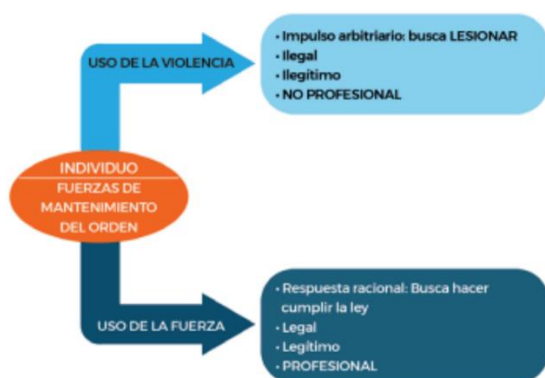 USO DE LA VIOLENCIA
• Impulso arbitriario: busca LESIONAR
• Ilegal
• Ilegítimo
• NO PROFESIONAL
INDIVIDUO
FUERZAS DE
MANTENIMIENTO
DEL ORDEN
USO DE LA FUERZA
• Respuesta racional: Busca hacer
cumplir la ley
• Legal
• Legítimo
• PROFESIONAL